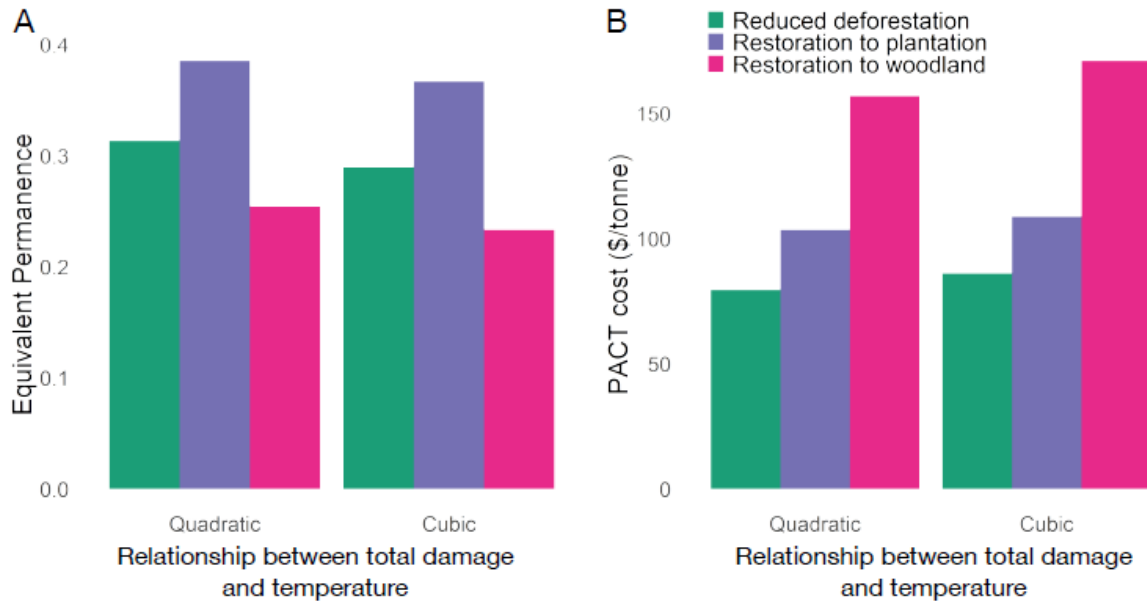 A
0.4
0.3
0.2
0.1
0.0
Equivalent Permanence
Quadratic
Cubic
Relationship between total damage
and temperature
B
Reduced deforestation
Restoration to plantation
Restoration to woodland
150
100
50
0
PACT cost ($/tonne)
Quadratic
Cubic
Relationship between total damage
and temperature